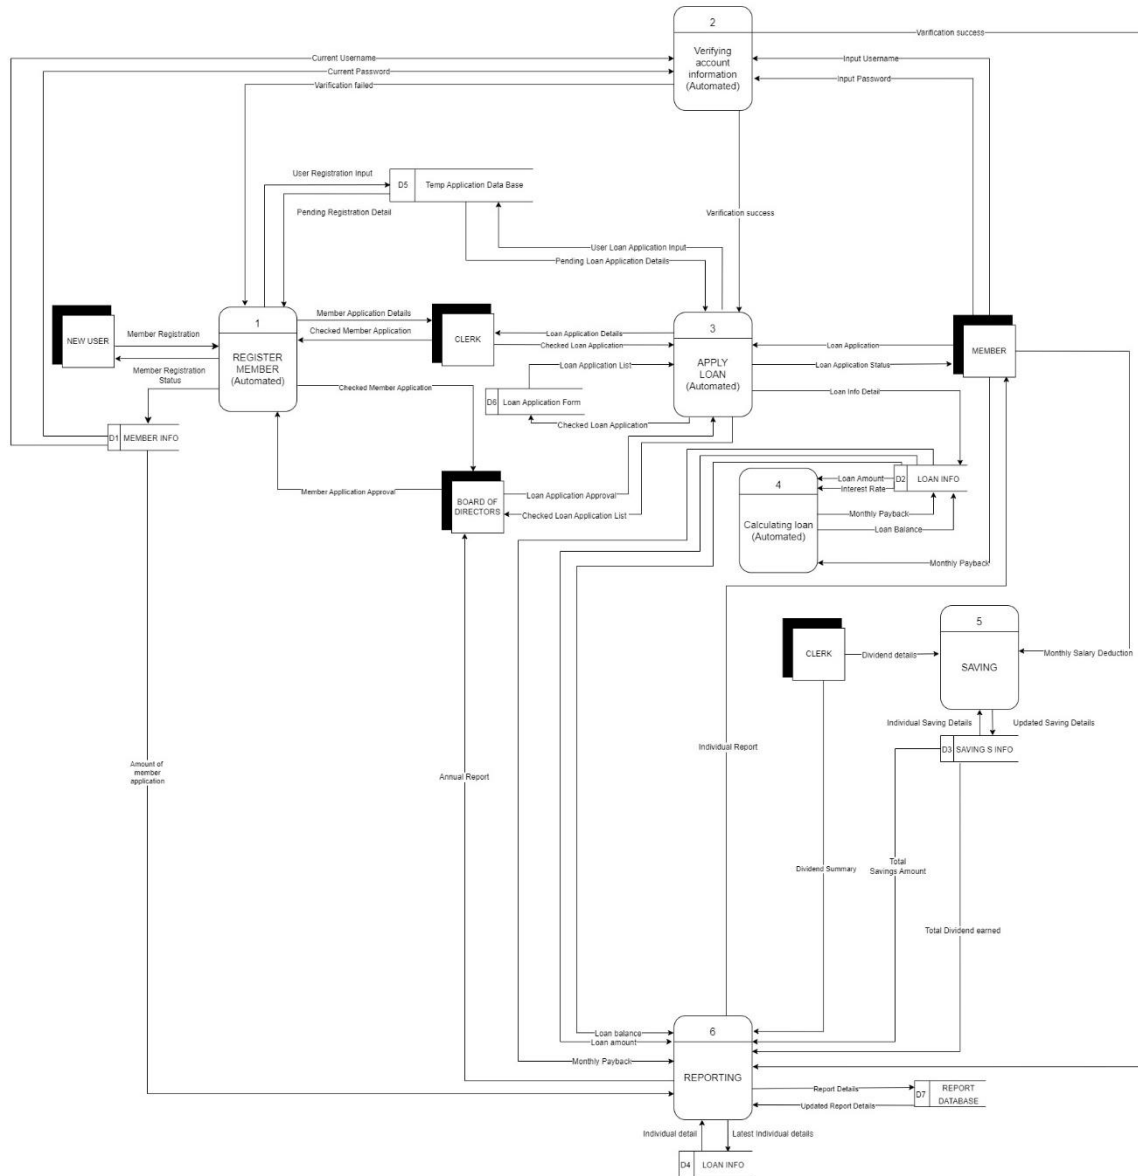 2
Varification success
Verifying
account
information
(Automated)
Current Username
Input Username
Current Password
Input Password
Varification failed
User Registration Input
D5
Temp Application Data Base
Pending Registration Detail
Varification success
User Loan Application Input
Pending Loan Application Details
NEW USER
Member Registration
Member Registration
Status
1
REGISTER
MEMBER
(Automated)
Member Application Details
Checked Member Application
CLERK
Loan Application Details
Checked Loan Application
3
APPLY
LOAN
(Automated)
Loan Application
Loan Application Status
MEMBER
Loan Application List
Checked Member Application
D6
Loan Application Form
Loan Info Detail
Checked Loan Application
D1
MEMBER INFO
Member Application Approval
BOARD OF
DIRECTORS
Loan Application Approval
Checked Loan Application List
4
Calculating loan
(Automated)
Loan Amount
Interest Rate
D2
LOAN INFO
Monthly Payback
Loan Balance
Monthly Payback
5
SAVING
CLERK
Dividend details
Monthly Salary Deduction
Individual Saving Details
Updated Saving Details
D3
SAVING S INFO
Amount of
member
application
Annual Report
Individual Report
Dividend Summary
Total
Savings Amount
Total Dividend earned
Loan balance
Loan amount
Monthly Payback
6
REPORTING
Report Details
Updated Report Details
D7
REPORT
DATABASE
Individual detail
Latest Individual details
D4
LOAN INFO